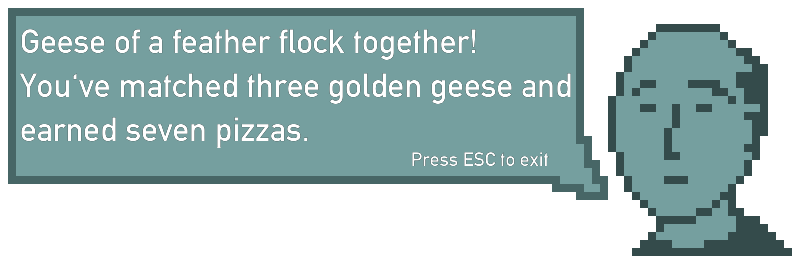 Geese of a feather flock together!
You've matched three golden geese and
earned seven pizzas.
Press ESC to exit